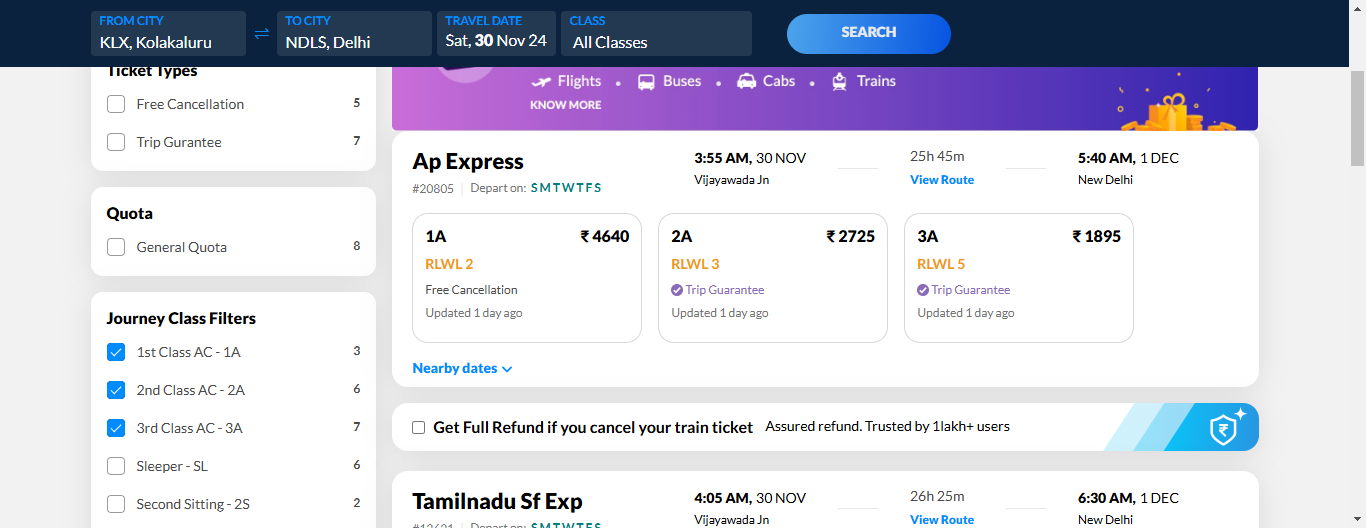 FROM CITY
KLX, Kolakaluru
TO CITY
NDLS, Delhi
TRAVEL DATE
Sat, 30 Nov 24
CLASS
All Classes
SEARCH
Ticket Types
Free Cancellation 5
Trip Gurantee 7
Quota
General Quota 8
Journey Class Filters
1st Class AC - 1A 3
2nd Class AC - 2A 6
3rd Class AC - 3A 7
Sleeper - SL 6
Second Sitting - 2S 2
Flights • Buses • Cabs • Trains
KNOW MORE
Ap Express
#20805 | Depart on: S M T W T F S
3:55 AM, 30 NOV
Vijayawada Jn
25h 45m
View Route
5:40 AM, 1 DEC
New Delhi
1A ₹ 4640
RLWL 2
Free Cancellation
Updated 1 day ago
2A ₹ 2725
RLWL 3
Trip Guarantee
Updated 1 day ago
3A ₹ 1895
RLWL 5
Trip Guarantee
Updated 1 day ago
Nearby dates
Get Full Refund if you cancel your train ticket Assured refund. Trusted by 1lakh+ users
Tamilnadu Sf Exp
#12621 | Depart on: S M T W T F S
4:05 AM, 30 NOV
Vijayawada Jn
26h 25m
View Route
6:30 AM, 1 DEC
New Delhi